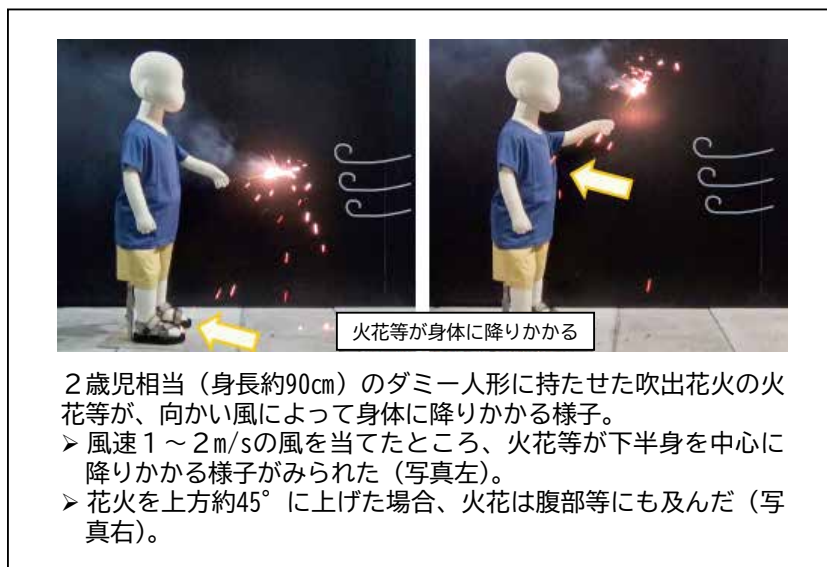 火花等が身体に降りかかる
２歳児相当（身長約90㎝）のダミー人形に持たせた吹出花火の火
花等が、向かい風によって身体に降りかかる様子。
➢ 風速１～２m/sの風を当てたところ、火花等が下半身を中心に
降りかかる様子がみられた（写真左）。
➢ 花火を上方約45°に上げた場合、火花は腹部等にも及んだ（写
真右）。